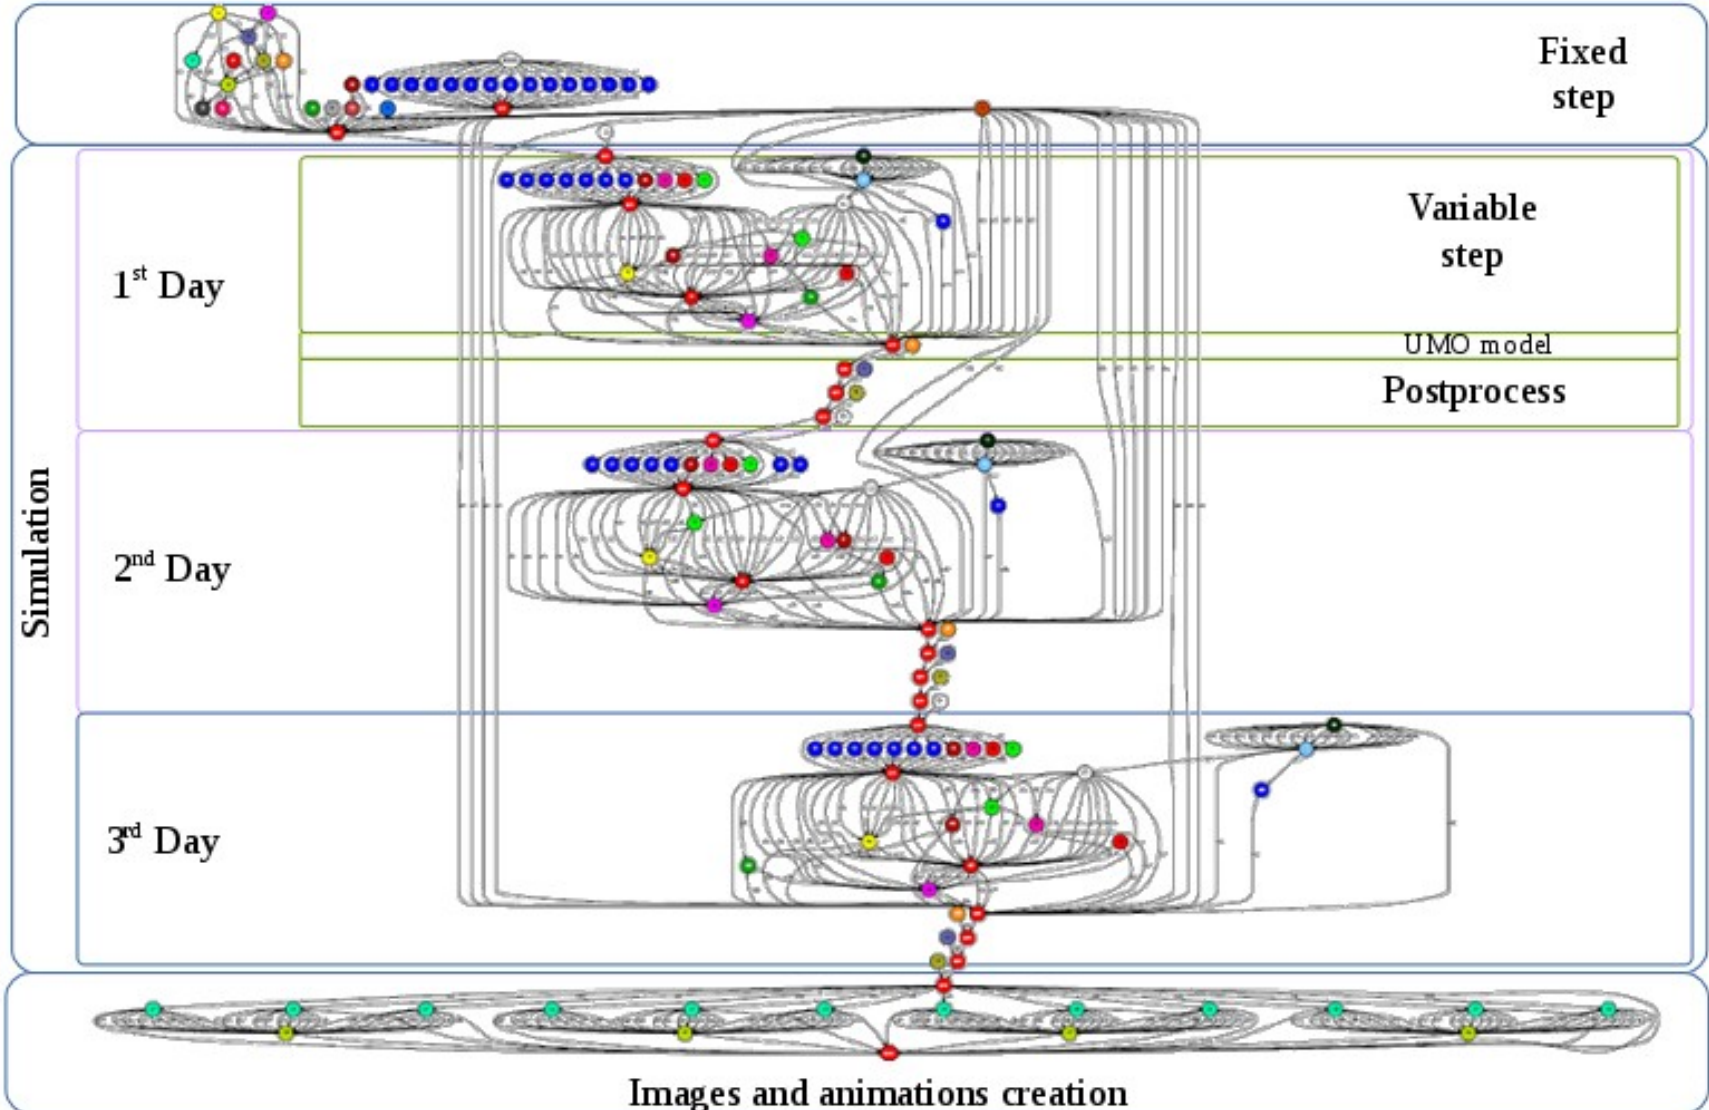 Fixed
step
Variable
step
1st Day
UMO model
Postprocess
Simulation
2nd Day
3rd Day
Images and animations creation